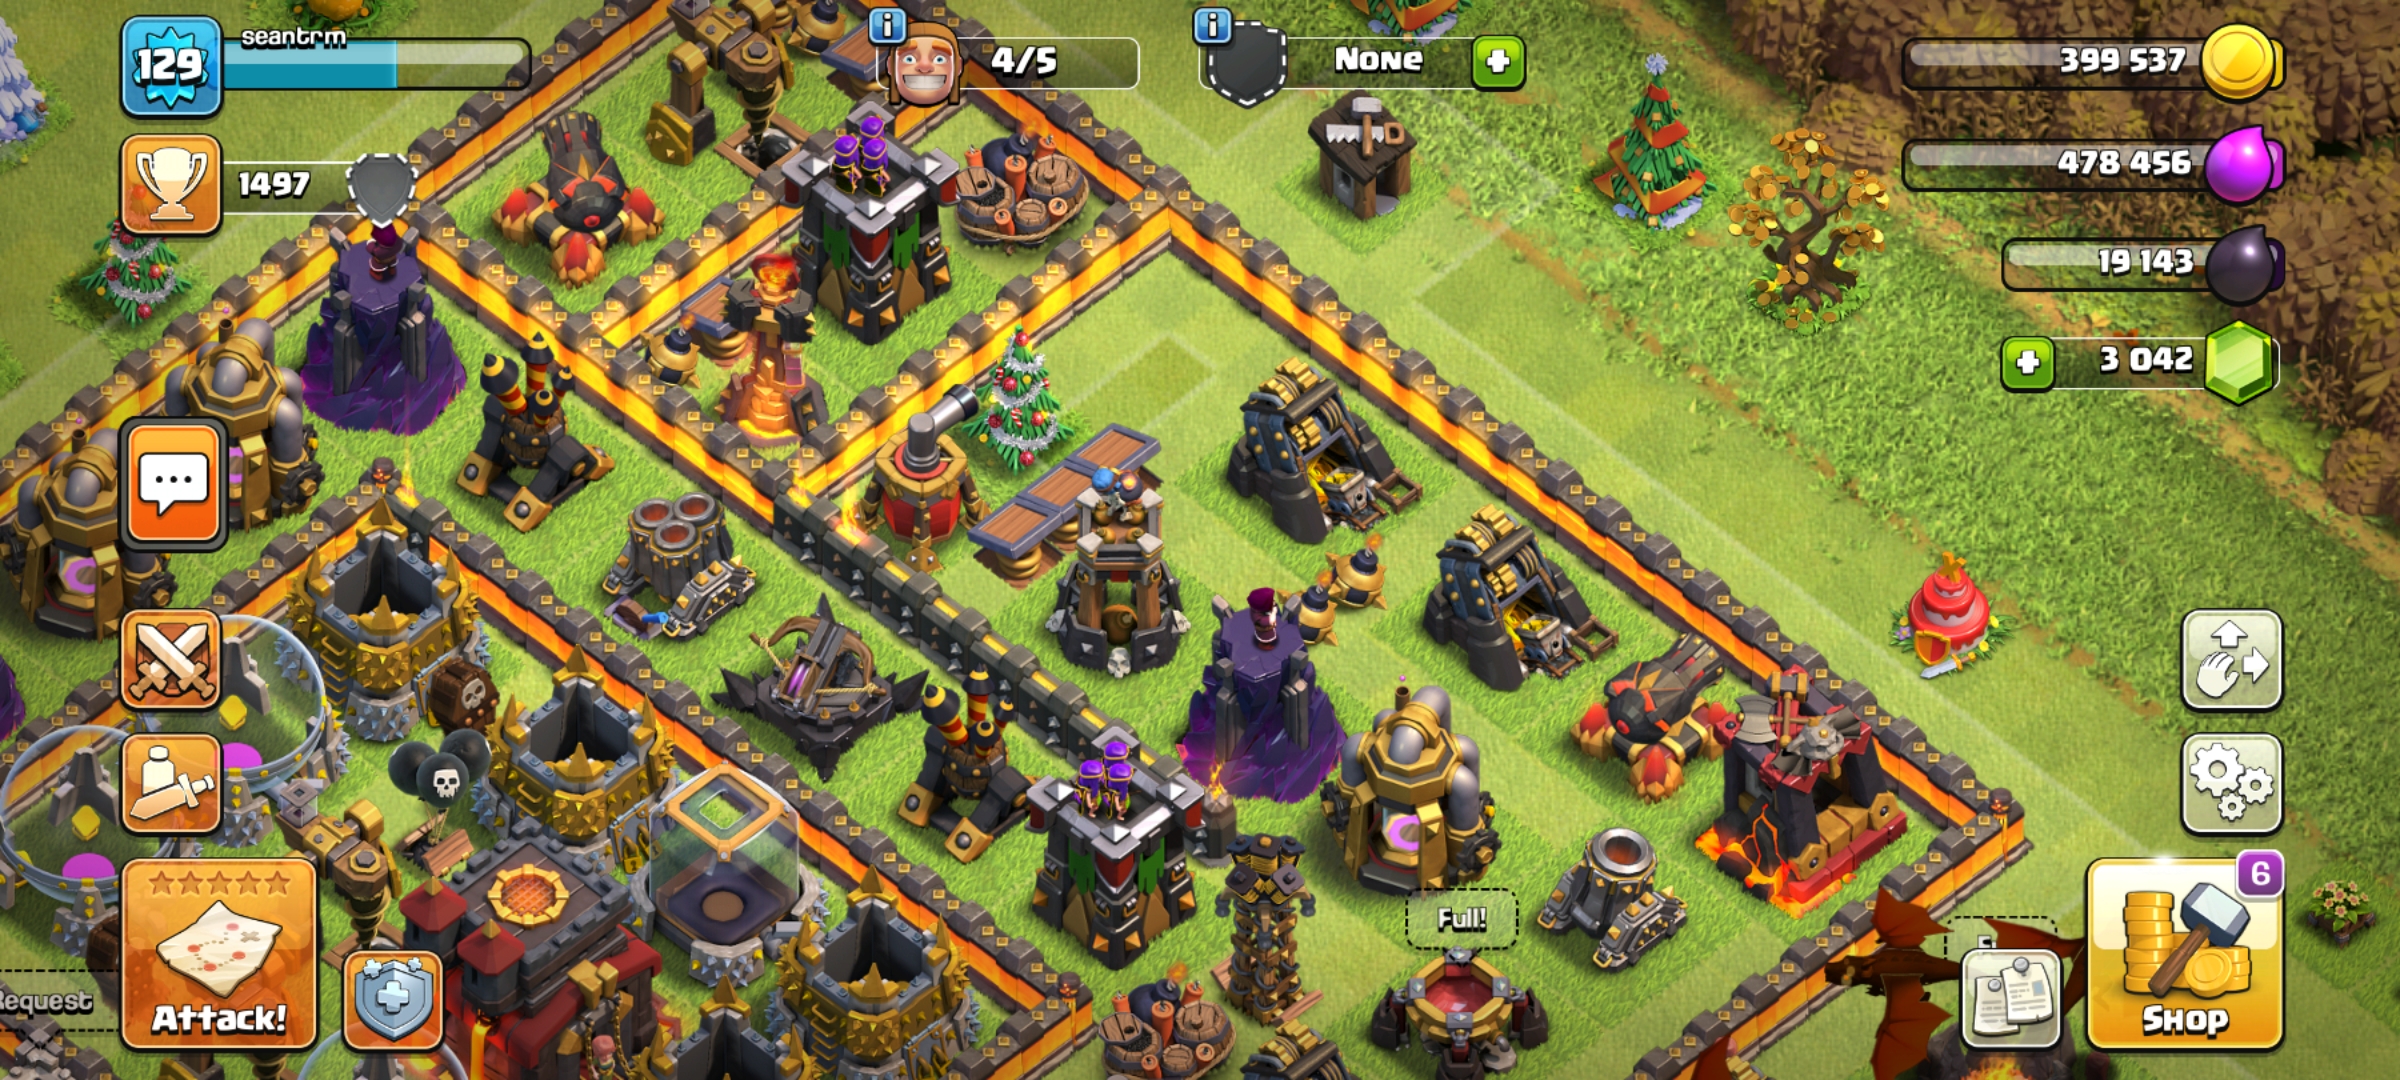 129
seantrm
4/5
None
399 537
1497
478 456
19 143
3 042
Full!
6
Request
Attack!
Shop